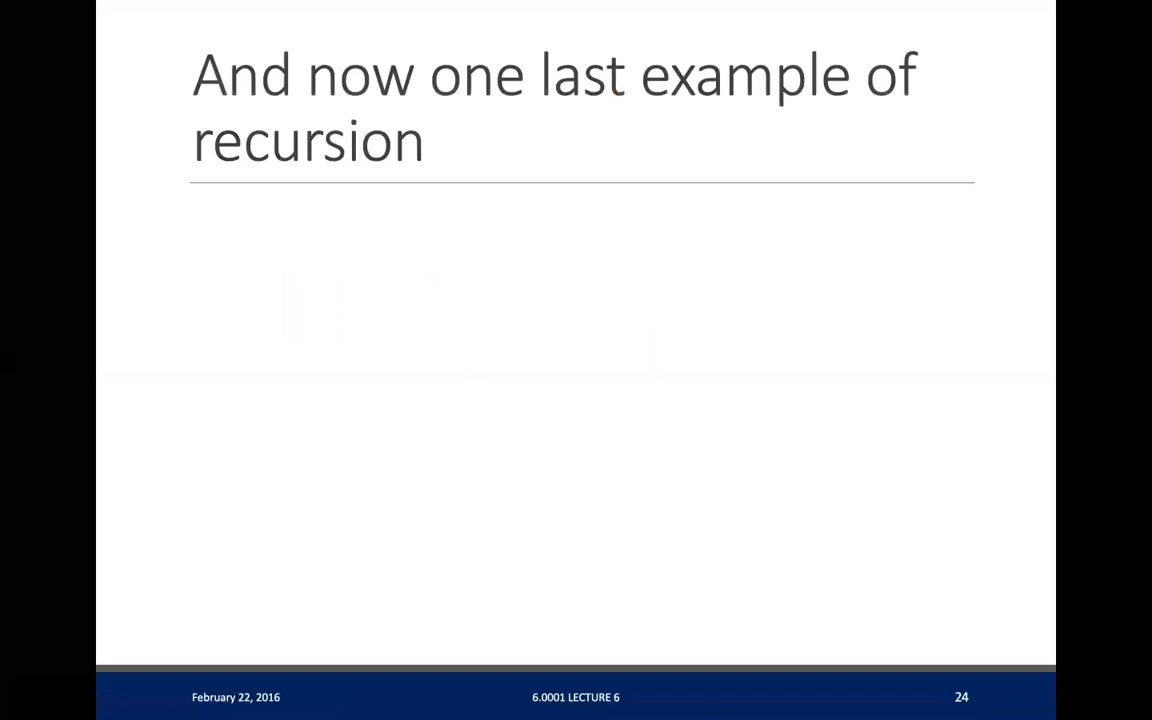 And now one last example of
recursion
February 22, 2016
6.0001 LECTURE 6
24